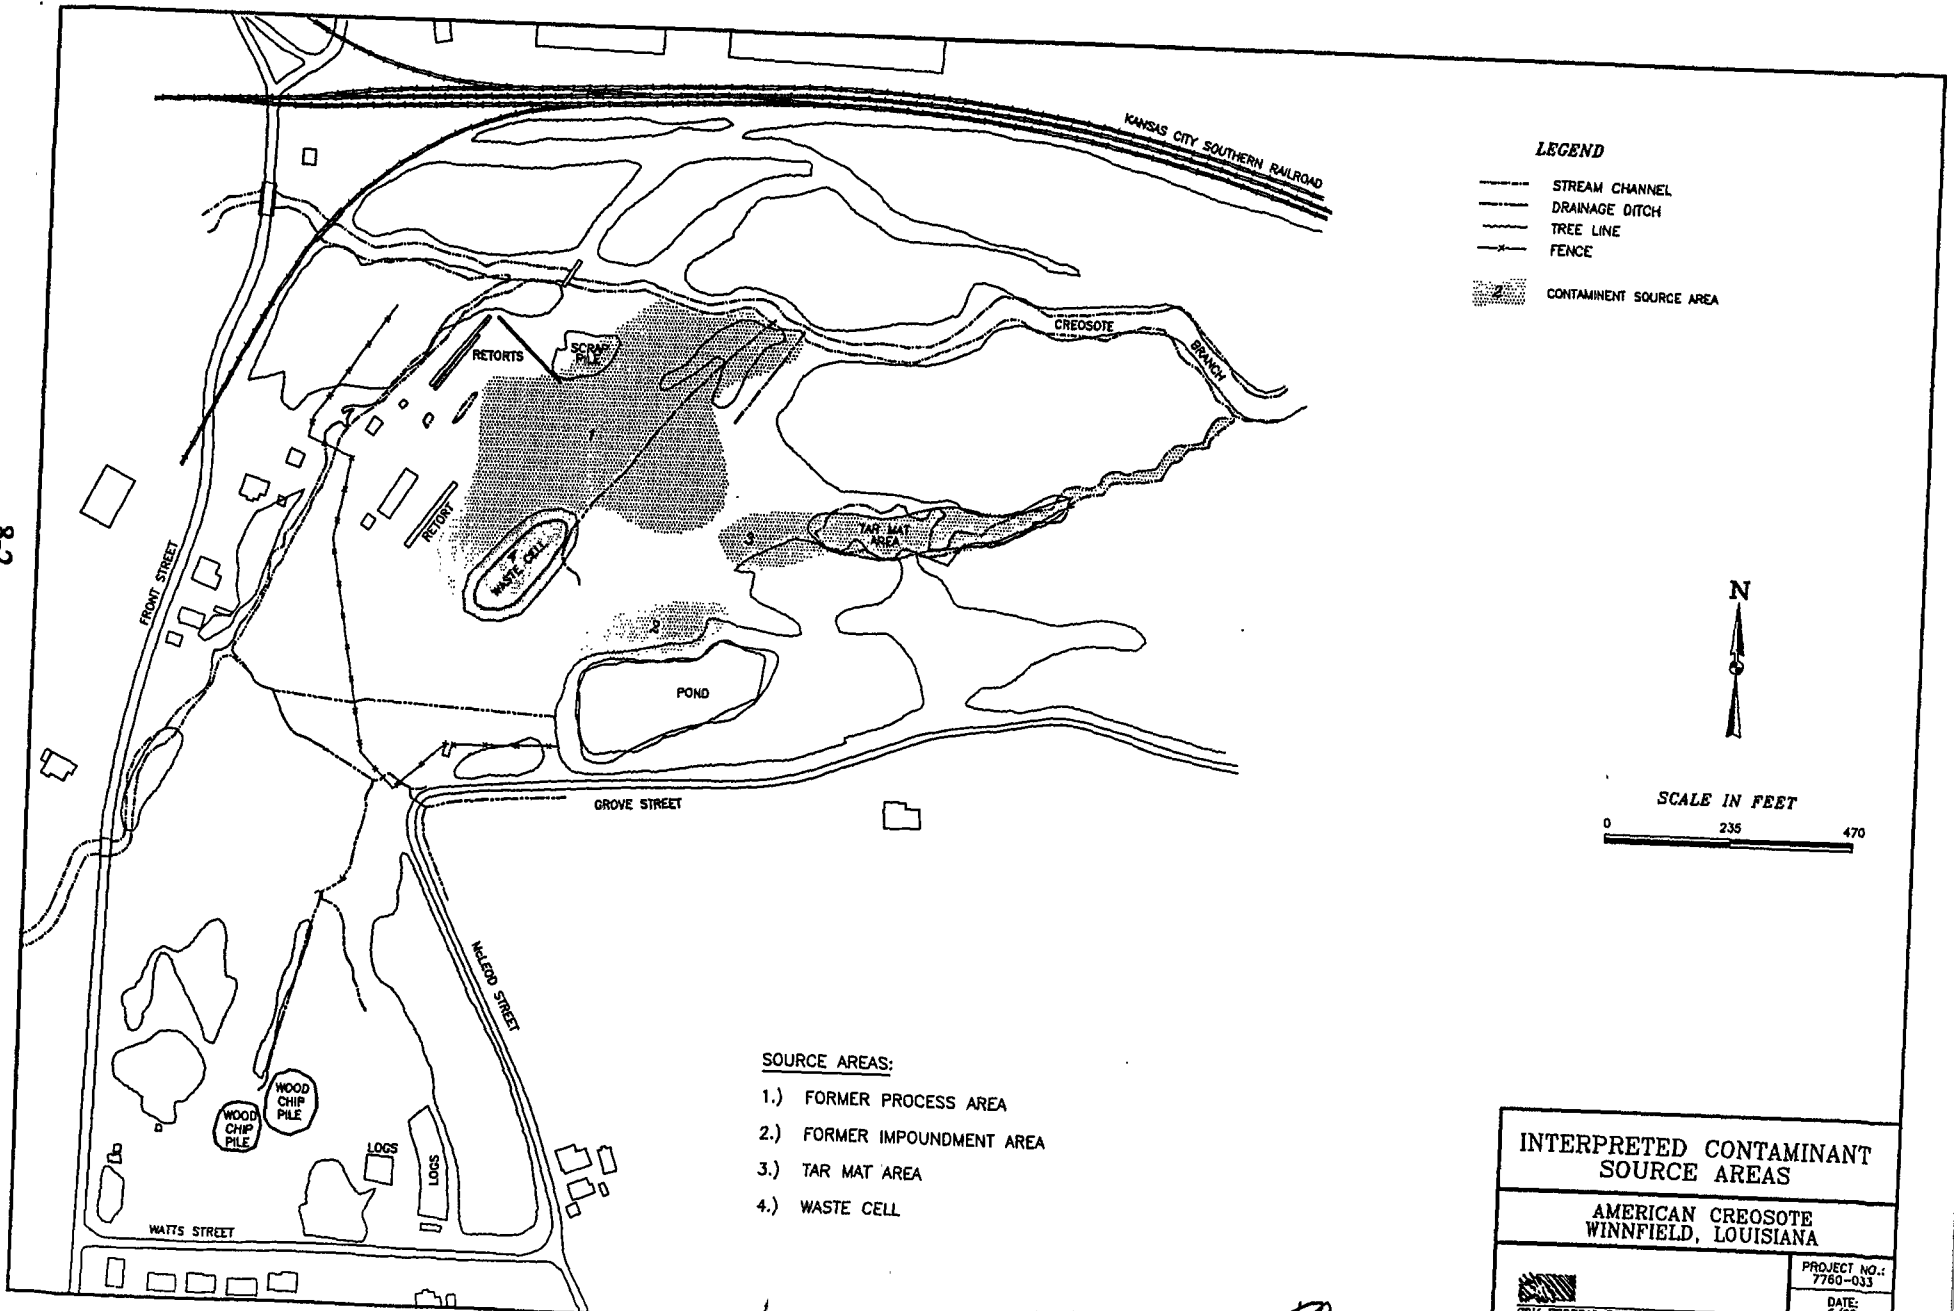 KANSAS CITY SOUTHERN RAILROAD
LEGEND
STREAM CHANNEL
DRAINAGE DITCH
TREE LINE
FENCE
2
CONTAMINENT SOURCE AREA
CREOSOTE
BRANCH
RETORTS
SCRAP
PILE
1
RETORT
WASTE CELL
TAR MAT
AREA
3
2
POND
FRONT STREET
GROVE STREET
McLEOD STREET
N
SCALE IN FEET
0 235 470
WOOD
CHIP
PILE
WOOD
CHIP
PILE
LOGS
LOGS
WATTS STREET
SOURCE AREAS:
1.) FORMER PROCESS AREA
2.) FORMER IMPOUNDMENT AREA
3.) TAR MAT AREA
4.) WASTE CELL
INTERPRETED CONTAMINANT
SOURCE AREAS
AMERICAN CREOSOTE
WINNFIELD, LOUISIANA
PROJECT NO.:
7760-033
DATE: